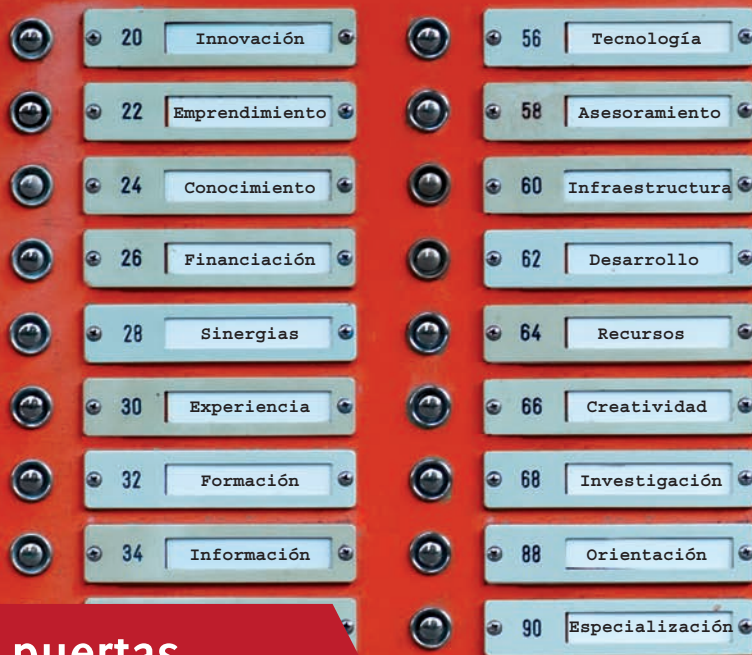 20 Innovación
22 Emprendimiento
24 Conocimiento
26 Financiación
28 Sinergias
30 Experiencia
32 Formación
34 Información
56 Tecnología
58 Asesoramiento
60 Infraestructura
62 Desarrollo
64 Recursos
66 Creatividad
68 Investigación
88 Orientación
90 Especialización
puertas